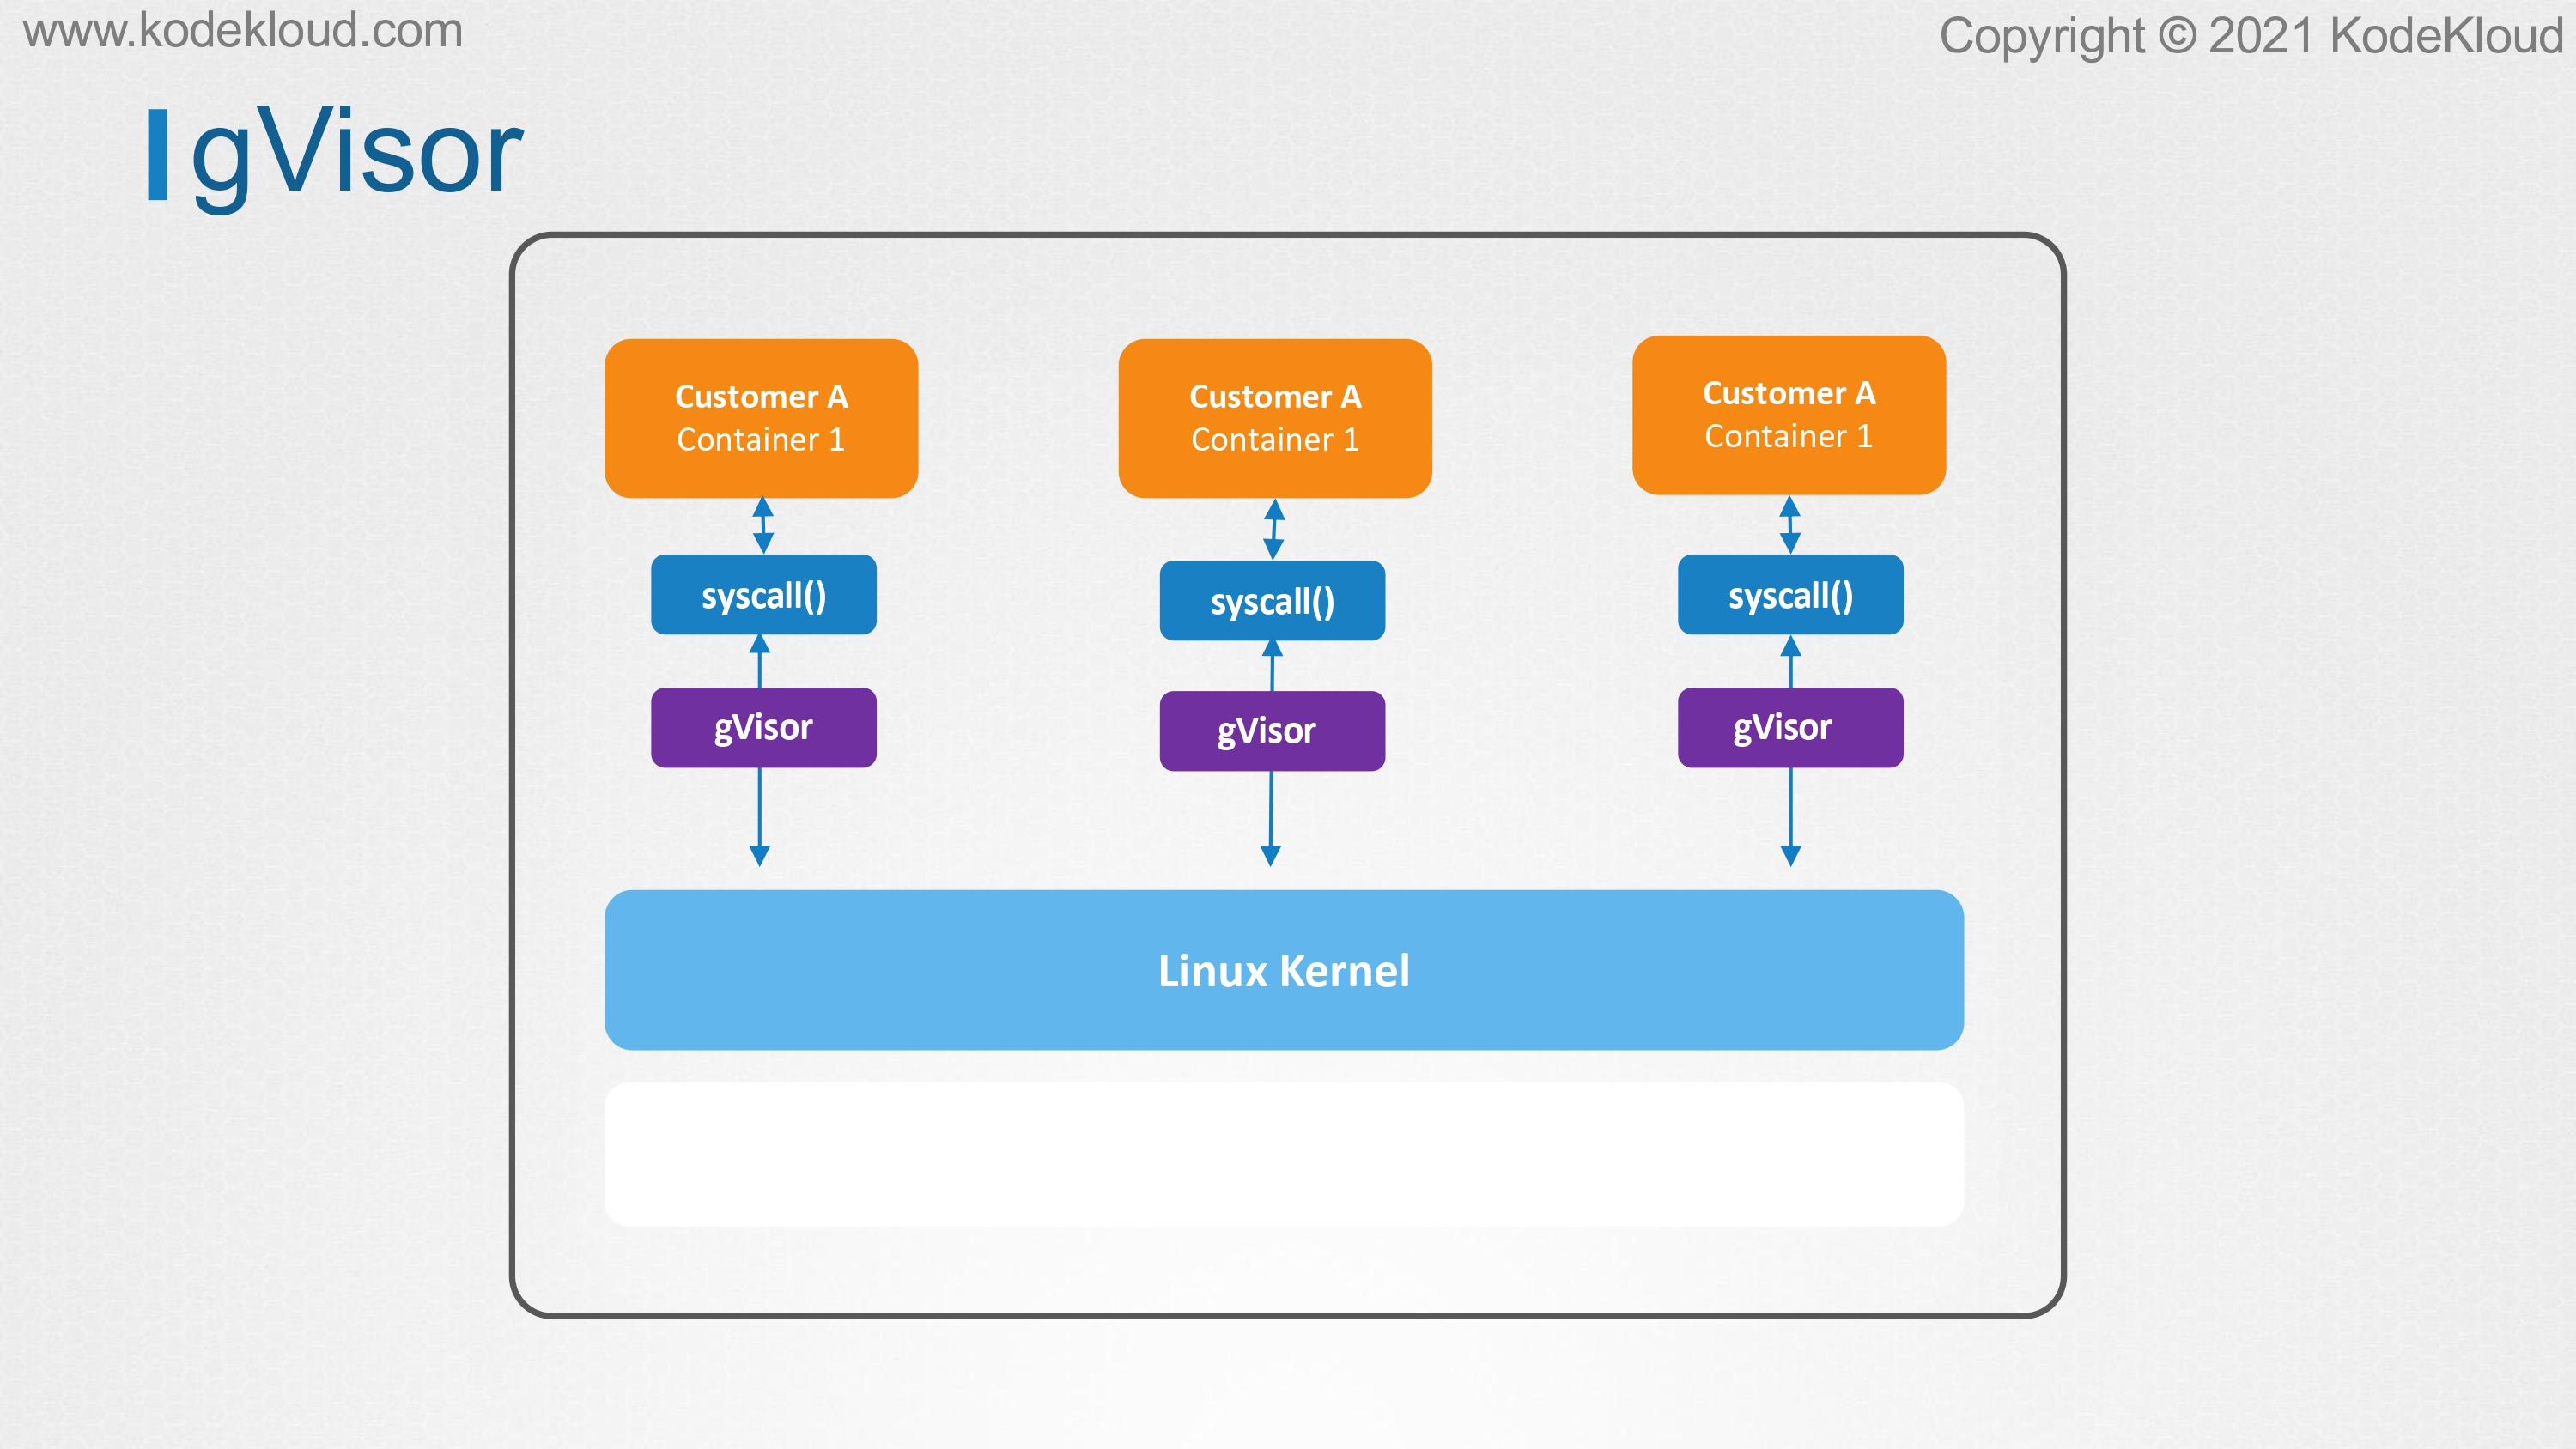 www.kodekloud.com
Copyright © 2021 KodeKloud
gVisor
Customer A
Container 1
Customer A
Container 1
Customer A
Container 1
syscall()
syscall()
syscall()
gVisor
gVisor
gVisor
Linux Kernel